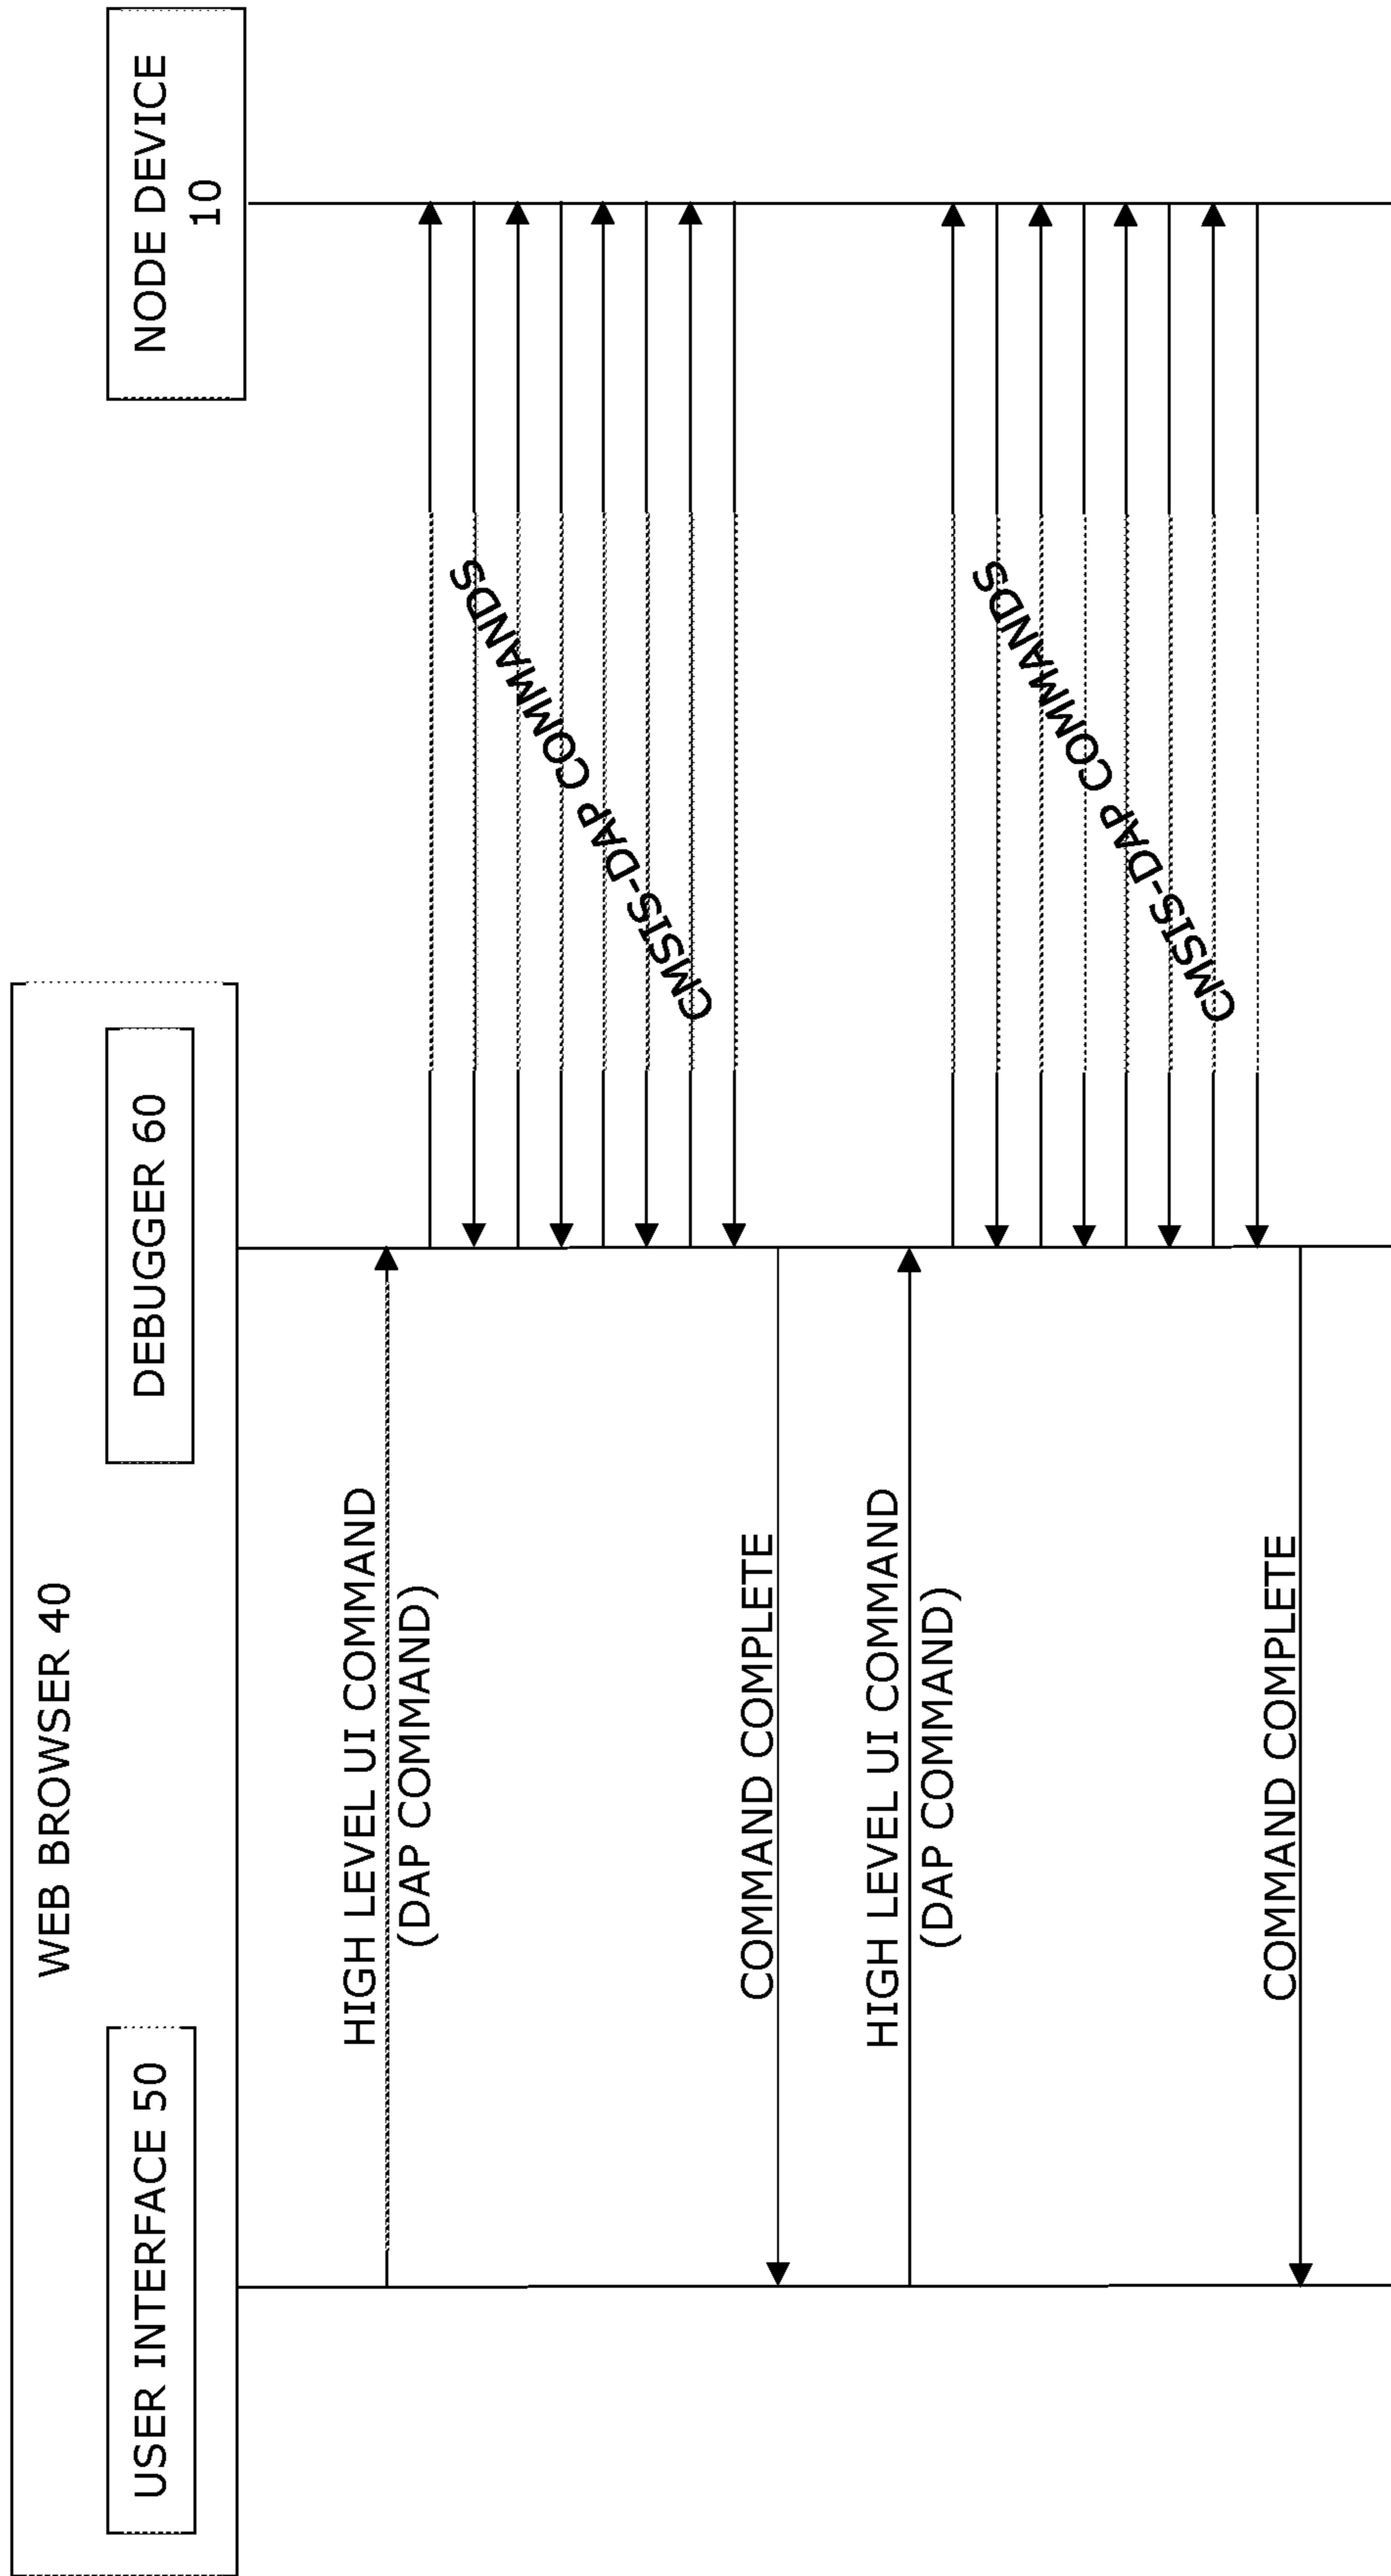 WEB BROWSER 40
USER INTERFACE 50
DEBUGGER 60
NODE DEVICE
10
HIGH LEVEL UI COMMAND
(DAP COMMAND)
CMSIS-DAP COMMANDS
COMMAND COMPLETE
HIGH LEVEL UI COMMAND
(DAP COMMAND)
CMSIS-DAP COMMANDS
COMMAND COMPLETE